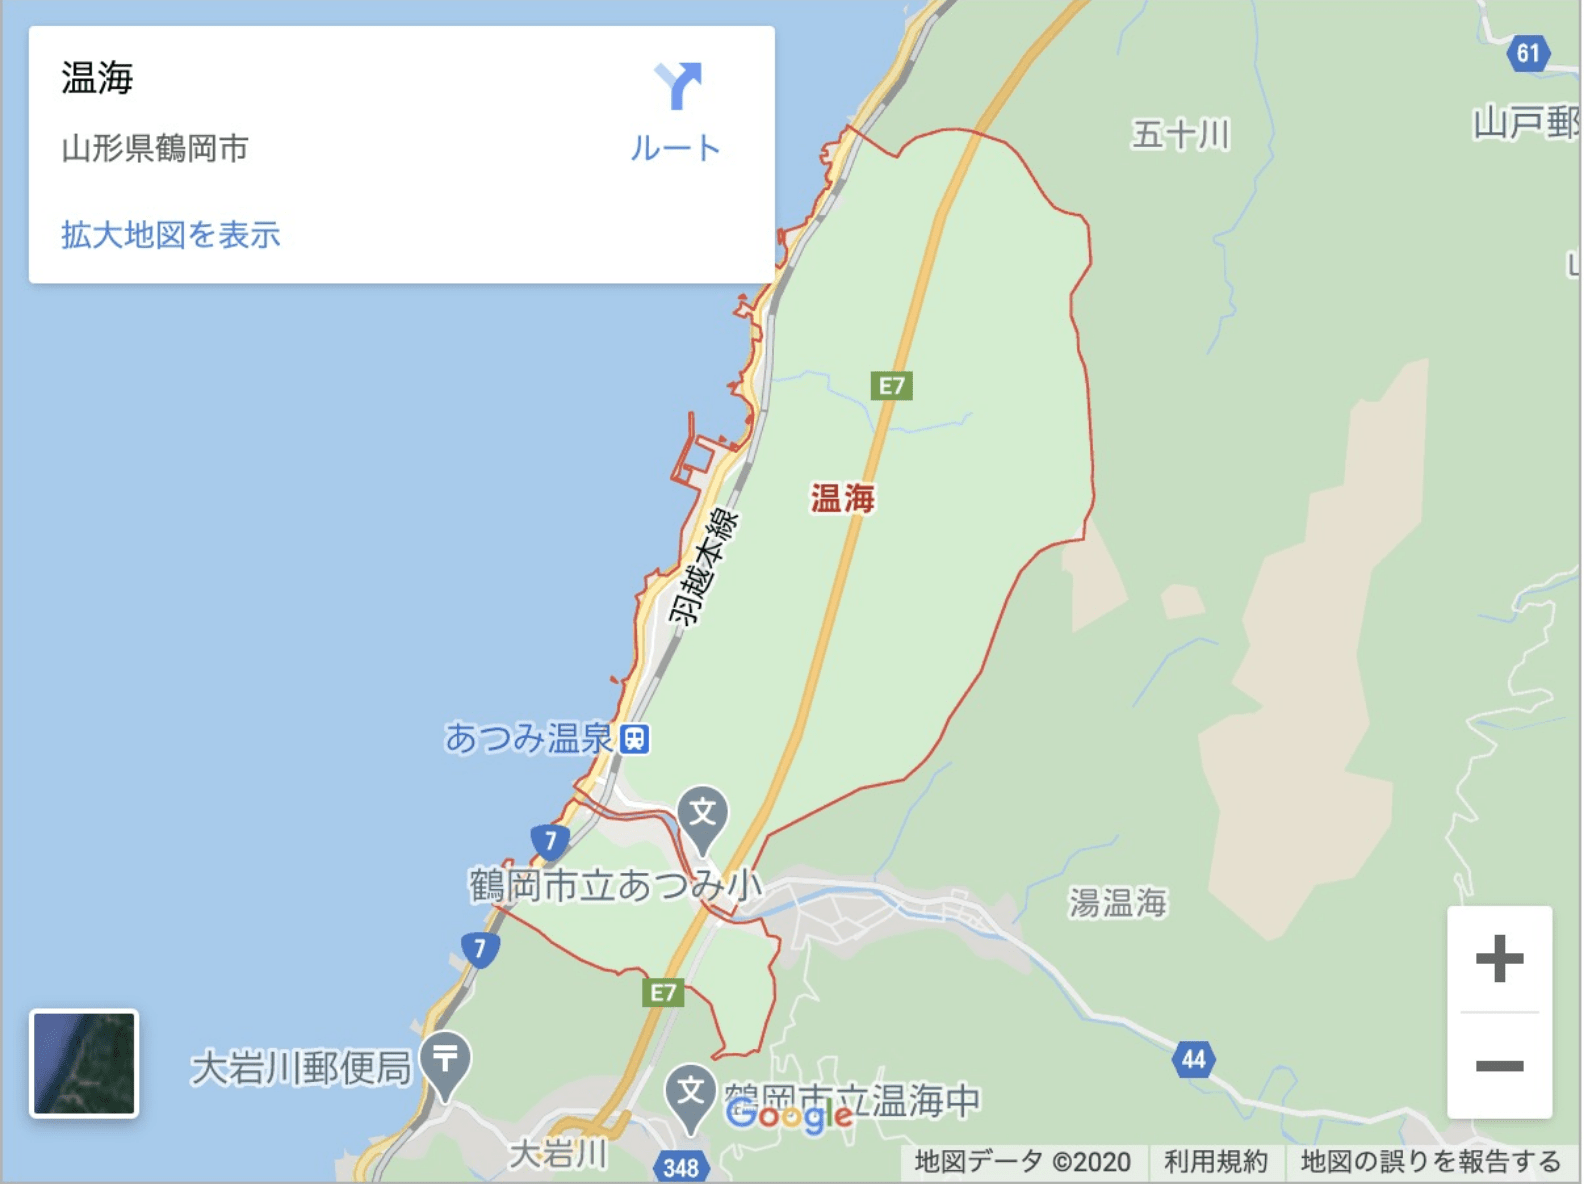 温海
山形県鶴岡市
ルート
拡大地図を表示
61
五十川
山戸郵
E7
温海
羽越本線
あつみ温泉
文
7
鶴岡市立あつみ小
湯温海
7
E7
44
大岩川郵便局
〒
文
鶴岡市立温海中
Google
大岩川
348
地図データ ©2020
利用規約
地図の誤りを報告する